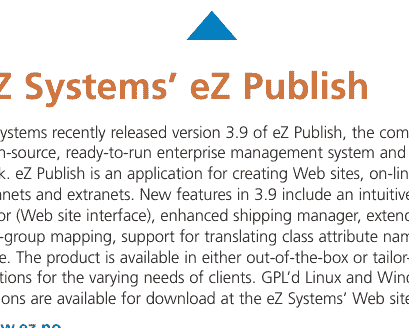 Z Systems' eZ Publish
ystems recently released version 3.9 of eZ Publish, the com
n-source, ready-to-run enterprise management system and
k. eZ Publish is an application for creating Web sites, on-lin
anets and extranets. New features in 3.9 include an intuitive
or (Web site interface), enhanced shipping manager, extend
-group mapping, support for translating class attribute nam
e. The product is available in either out-of-the-box or tailor-
tions for the varying needs of clients. GPL'd Linux and Wind
ions are available for download at the eZ Systems' Web site
w.ez.no